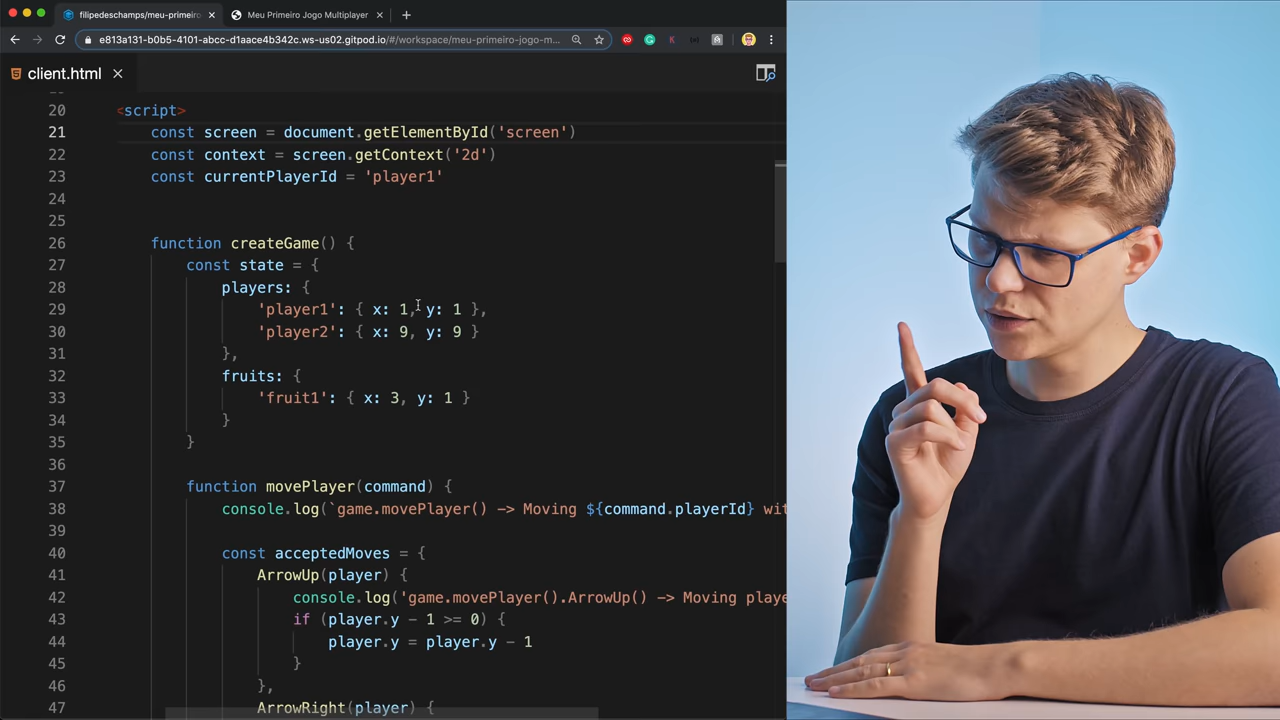 filipedeschamps/meu-primeiro
Meu Primeiro Jogo Multiplayer
e813a131-b0b5-4101-abcc-d1aace4b342c.ws-us02.gitpod.io/#/workspace/meu-primeiro-jogo-m...
client.html
20 <script>
21 const screen = document.getElementById('screen')
22 const context = screen.getContext('2d')
23 const currentPlayerId = 'player1'
24
25
26 function createGame() {
27 const state = {
28 players: {
29 'player1': { x: 1, y: 1 },
30 'player2': { x: 9, y: 9 }
31 },
32 fruits: {
33 'fruit1': { x: 3, y: 1 }
34 }
35 }
36
37 function movePlayer(command) {
38 console.log(`game.movePlayer() -> Moving ${command.playerId} wit
39
40 const acceptedMoves = {
41 ArrowUp(player) {
42 console.log('game.movePlayer().ArrowUp() -> Moving playe
43 if (player.y - 1 >= 0) {
44 player.y = player.y - 1
45 }
46 },
47 ArrowRight(player) {